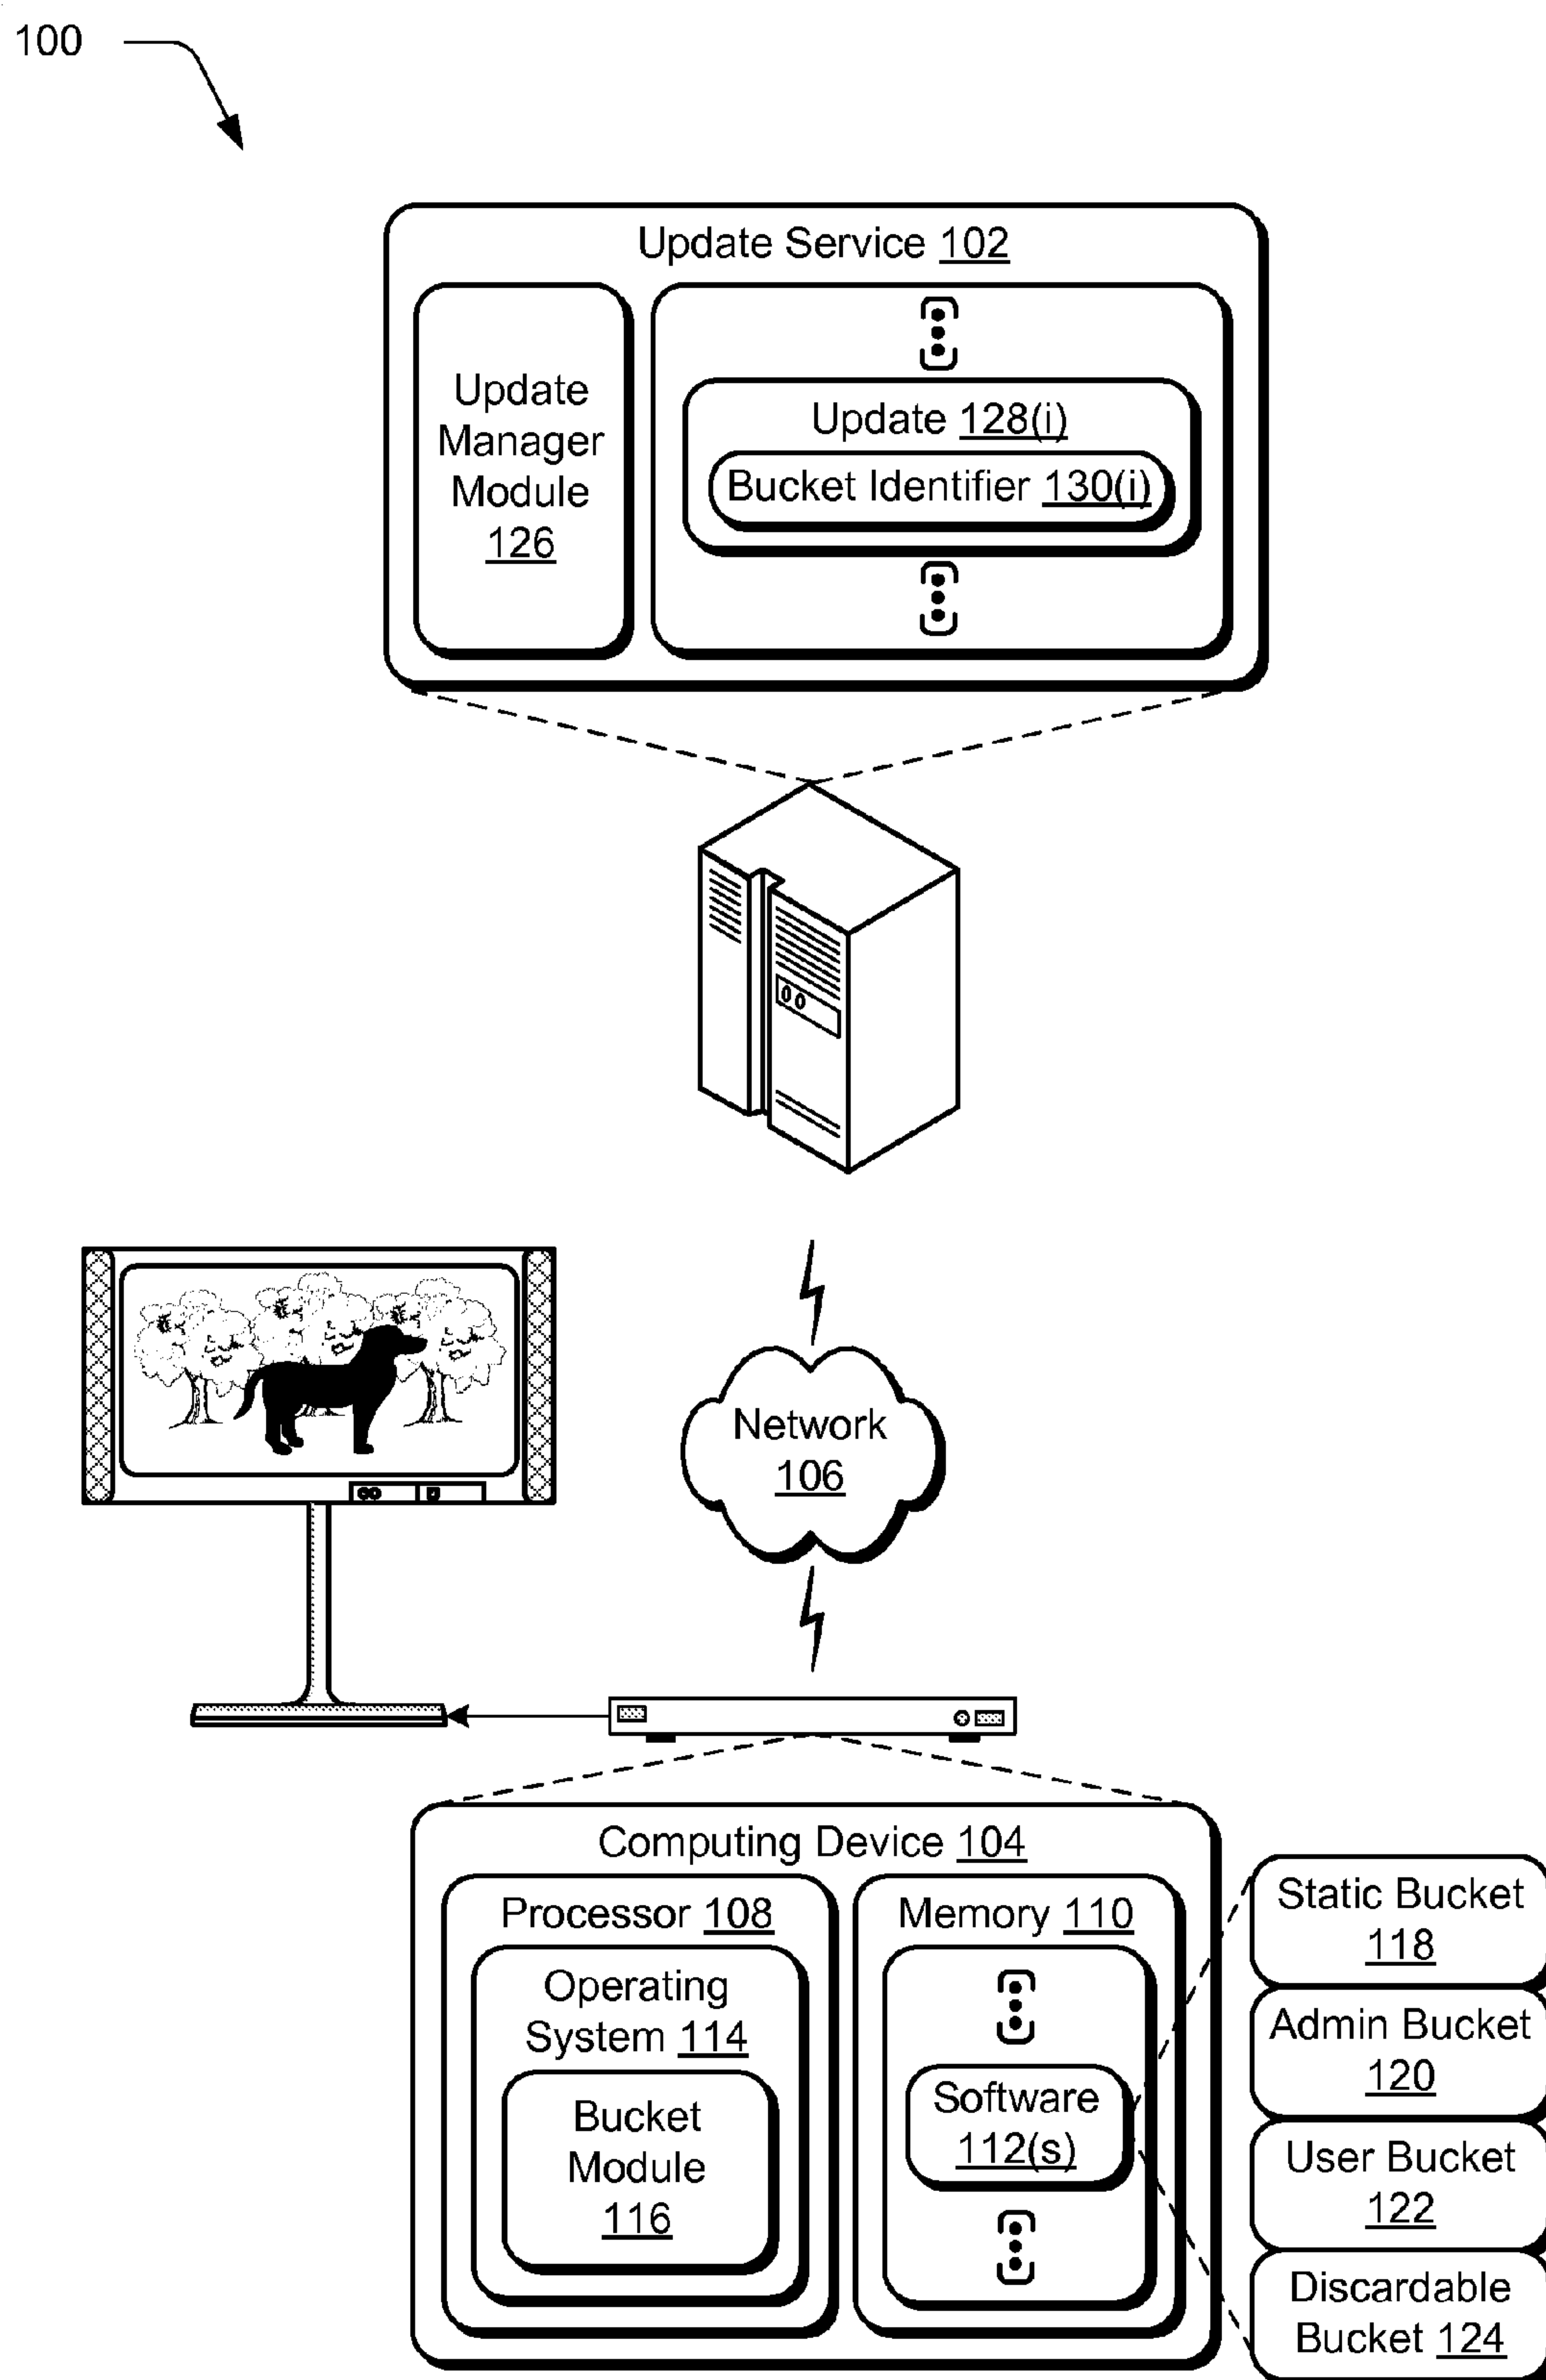 100
Update Service 102
Update
Manager
Module
126
Update 128(i)
Bucket Identifier 130(i)
Network
106
Computing Device 104
Processor 108
Operating
System 114
Bucket
Module
116
Memory 110
Software
112(s)
Static Bucket
118
Admin Bucket
120
User Bucket
122
Discardable
Bucket 124